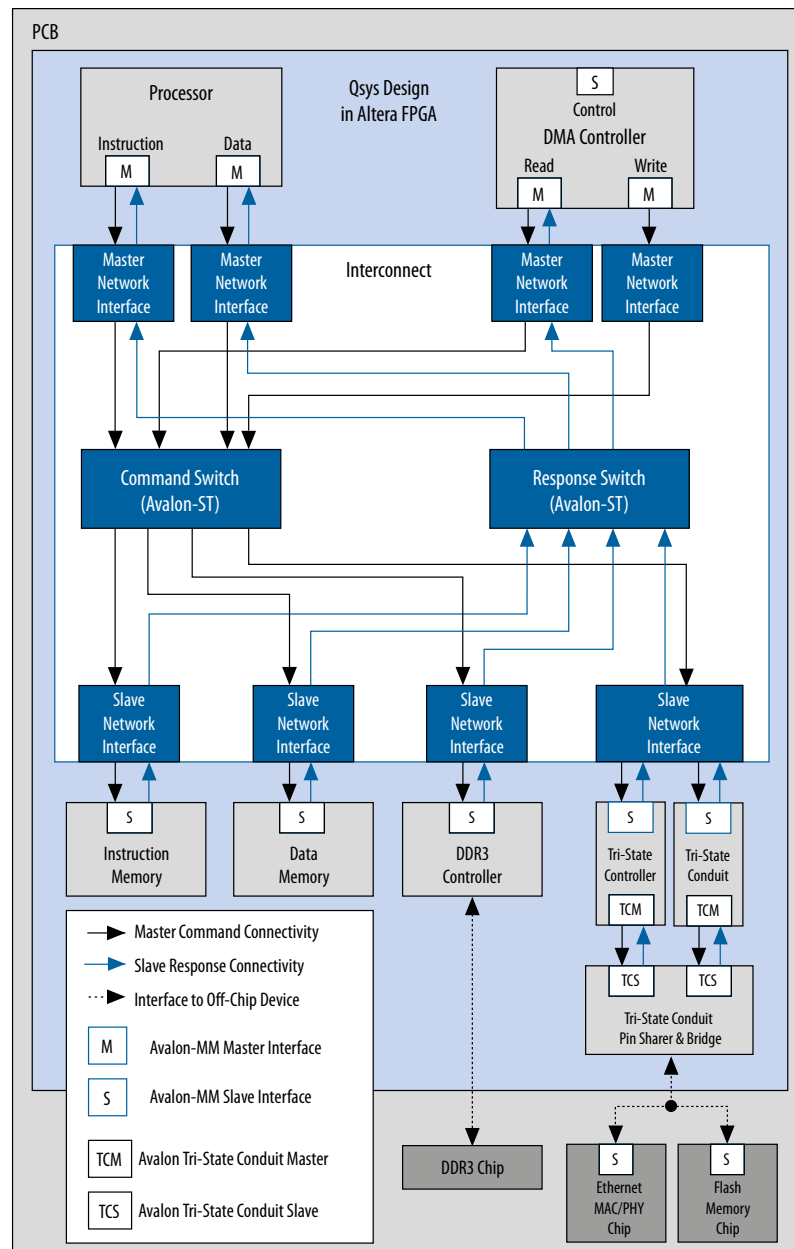 PCB
Qsys Design
in Altera FPGA
Processor
Instruction
Data
M
M
S
Control
DMA Controller
Read
Write
M
M
Master
Network
Interface
Master
Network
Interface
Interconnect
Master
Network
Interface
Master
Network
Interface
Command Switch
(Avalon-ST)
Response Switch
(Avalon-ST)
Slave
Network
Interface
Slave
Network
Interface
Slave
Network
Interface
Slave
Network
Interface
S
Instruction
Memory
S
Data
Memory
S
DDR3
Controller
S
Tri-State
Controller
TCM
S
Tri-State
Conduit
TCM
TCS
TCS
Tri-State Conduit
Pin Sharer & Bridge
Master Command Connectivity
Slave Response Connectivity
Interface to Off-Chip Device
M
Avalon-MM Master Interface
S
Avalon-MM Slave Interface
TCM
Avalon Tri-State Conduit Master
TCS
Avalon Tri-State Conduit Slave
DDR3 Chip
S
Ethernet
MAC/PHY
Chip
S
Flash
Memory
Chip